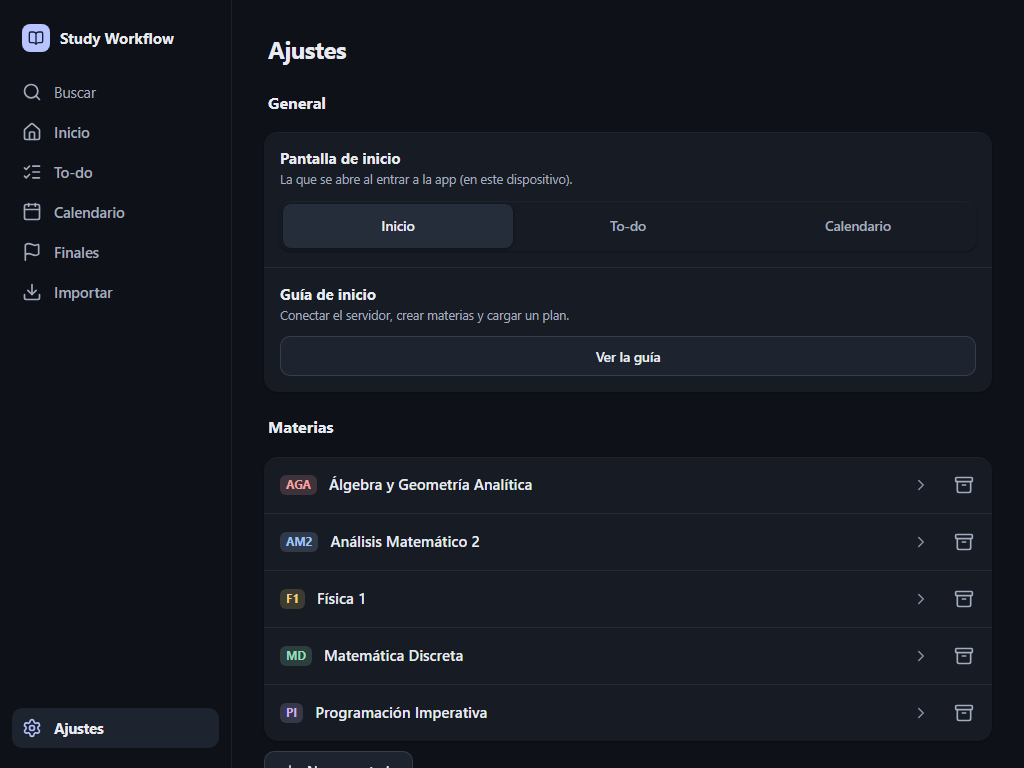 Study Workflow
Buscar
Inicio
To-do
Calendario
Finales
Importar
Ajustes
Ajustes
General
Pantalla de inicio
La que se abre al entrar a la app (en este dispositivo).
Inicio
To-do
Calendario
Guía de inicio
Conectar el servidor, crear materias y cargar un plan.
Ver la guía
Materias
AGA Álgebra y Geometría Analítica
AM2 Análisis Matemático 2
F1 Física 1
MD Matemática Discreta
PI Programación Imperativa